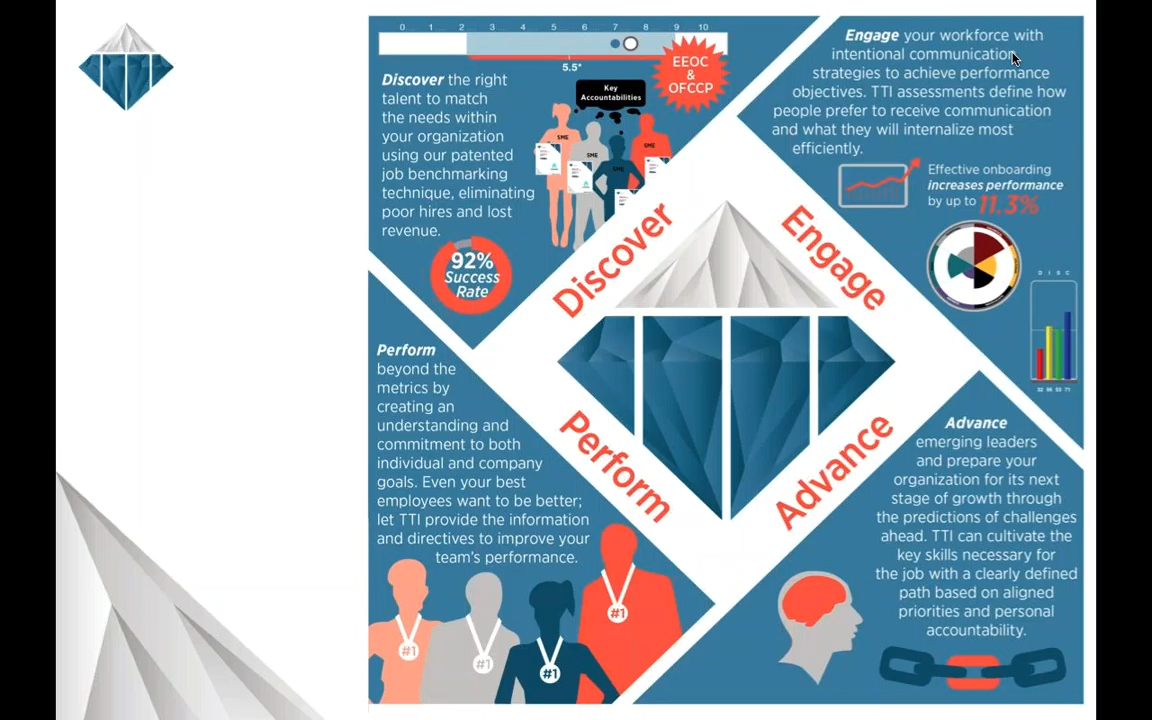 0 1 2 3 4 5 6 7 8 9 10
5.5*
EEOC
&
OFCCP
Discover the right
talent to match
the needs within
your organization
using our patented
job benchmarking
technique, eliminating
poor hires and lost
revenue.
Key
Accountabilities
SME
SME
SME
SME
92%
Success
Rate
Engage your workforce with
intentional communication
strategies to achieve performance
objectives. TTI assessments define how
people prefer to receive communication
and what they will internalize most
efficiently.
Effective onboarding
increases performance
by up to 11.3%
D I S C
Discover
Engage
Perform
Advance
Perform
beyond the
metrics by
creating an
understanding and
commitment to both
individual and company
goals. Even your best
employees want to be better;
let TTI provide the information
and directives to improve your
team's performance.
#1
#1
#1
#1
Advance
emerging leaders
and prepare your
organization for its next
stage of growth through
the predictions of challenges
ahead. TTI can cultivate the
key skills necessary for
the job with a clearly defined
path based on aligned
priorities and personal
accountability.